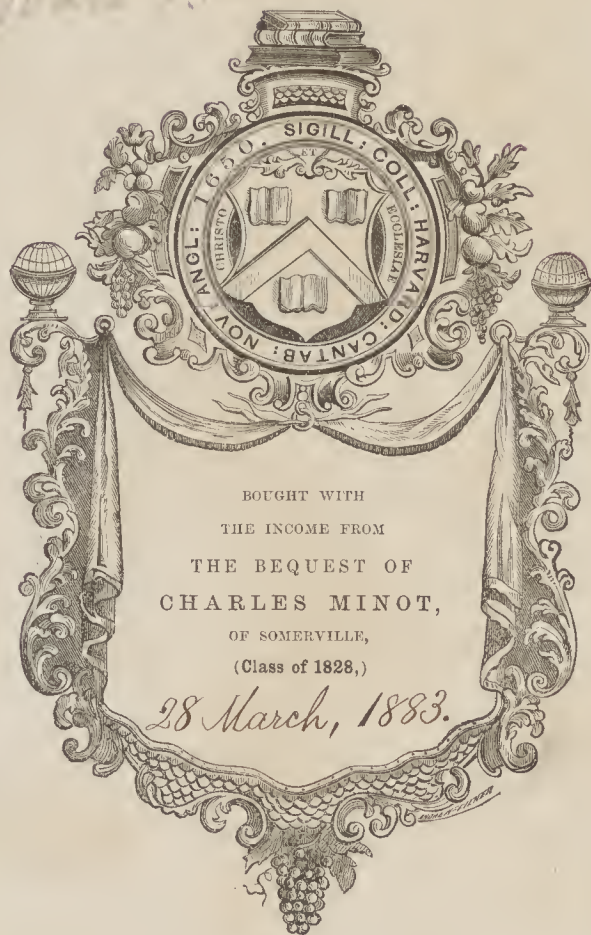 SIGILL: COLL: HARVARD: CANTAB: NOV: ANGL: 1650.
ET
CHRISTO
ECCLESIAE
BOUGHT WITH
THE INCOME FROM
THE BEQUEST OF
CHARLES MINOT,
OF SOMERVILLE,
(Class of 1828,)
28 March, 1883.